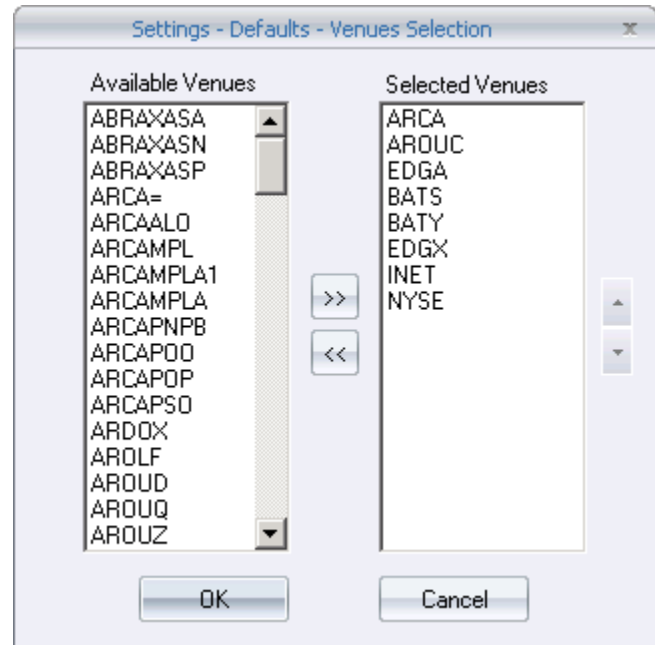 Settings - Defaults - Venues Selection
x
Available Venues
ABRAXASA
ABRAXASN
ABRAXASP
ARCA=
ARCAALO
ARCAMPL
ARCAMPLA1
ARCAMPLA
ARCAPNPB
ARCAPOO
ARCAPOP
ARCAPSO
ARDOX
AROLF
AROUD
AROUQ
AROUZ
>>
<<
Selected Venues
ARCA
AROUC
EDGA
BATS
BATY
EDGX
INET
NYSE
OK
Cancel